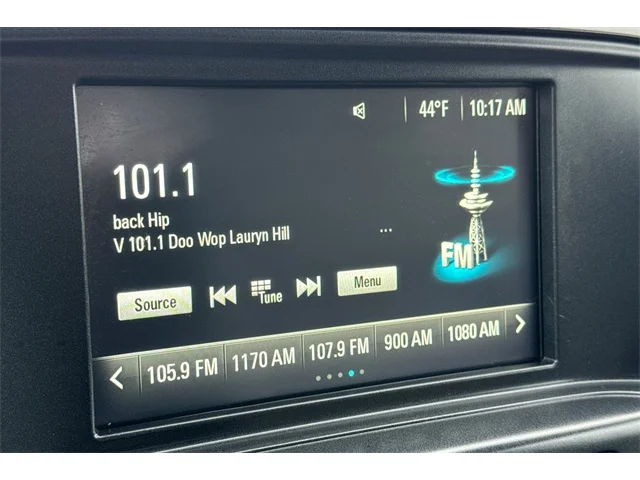 44°F 10:17 AM
101.1
back Hip
V 101.1 Doo Wop Lauryn Hill
...
FM
Source Tune Menu
105.9 FM 1170 AM 107.9 FM 900 AM 1080 AM